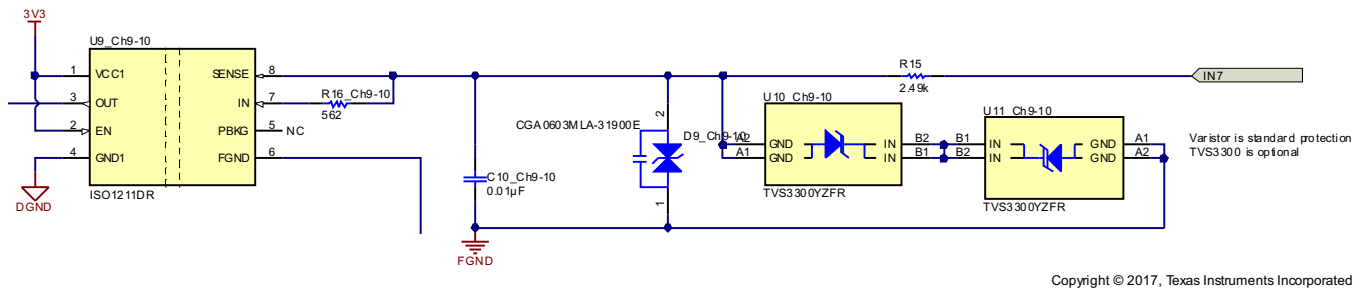 3V3
U9_Ch9-10
1
VCC1
SENSE
8
3
OUT
IN
7
R16_Ch9-10
562
2
EN
PBKG
5
NC
4
GND1
FGND
6
ISO1211DR
DGND
C10_Ch9-10
0.01µF
FGND
CGA0603MLA-31900E
2
D9_Ch9-10
1
R15
2.49k
IN7
U10_Ch9-10
A2
GND
IN
B2
A1
GND
IN
B1
TVS3300YZFR
U11_Ch9-10
B1
IN
GND
A1
B2
IN
GND
A2
TVS3300YZFR
Varistor is standard protection
TVS3300 is optional
Copyright © 2017, Texas Instruments Incorporated